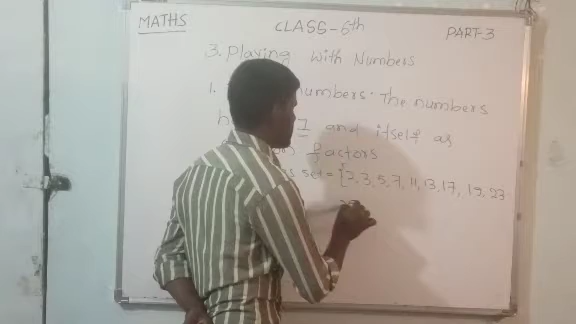 MATHS CLASS-6th PART-3
3. Playing With Numbers
1. numbers. The numbers
1 and itself as
factors
set = {2, 3, 5, 7, 11, 13, 17, 19, 23